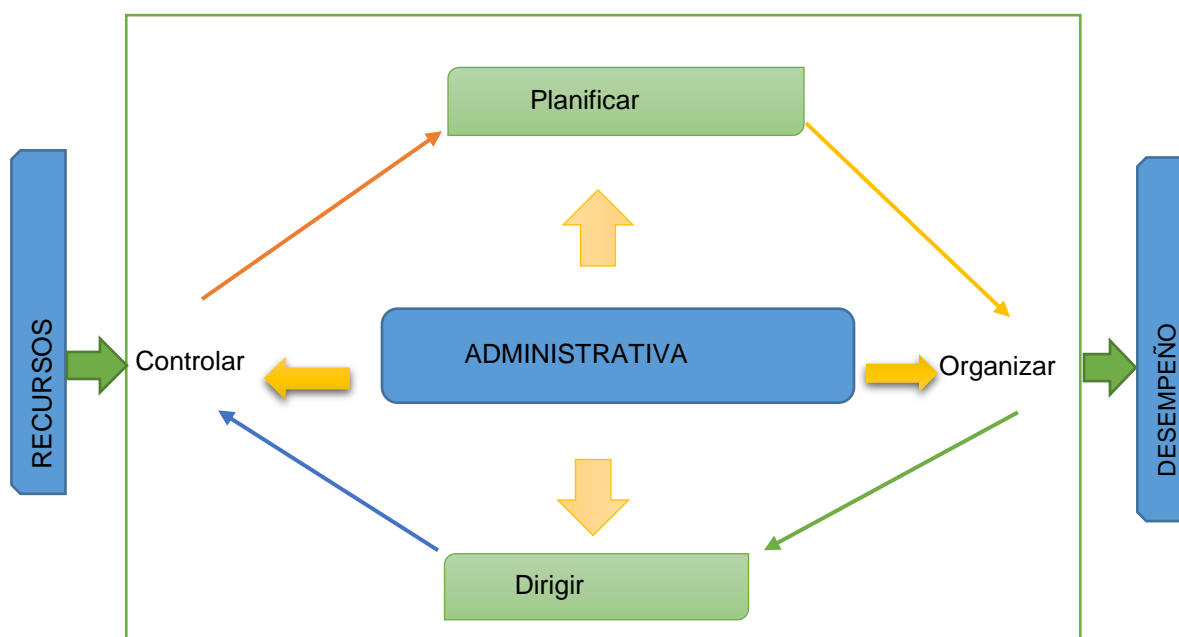 Planificar
RECURSOS
Controlar
ADMINISTRATIVA
Organizar
DESEMPEÑO
Dirigir